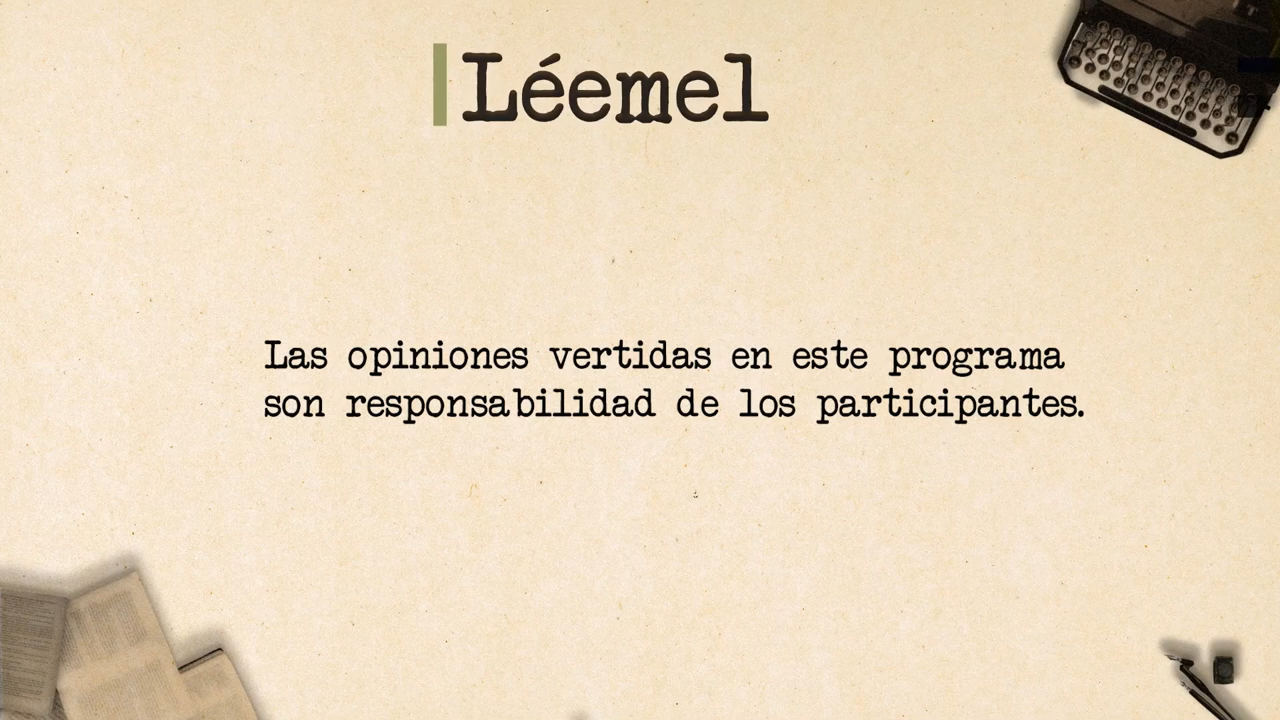 Léemel
Las opiniones vertidas en este programa
son responsabilidad de los participantes.